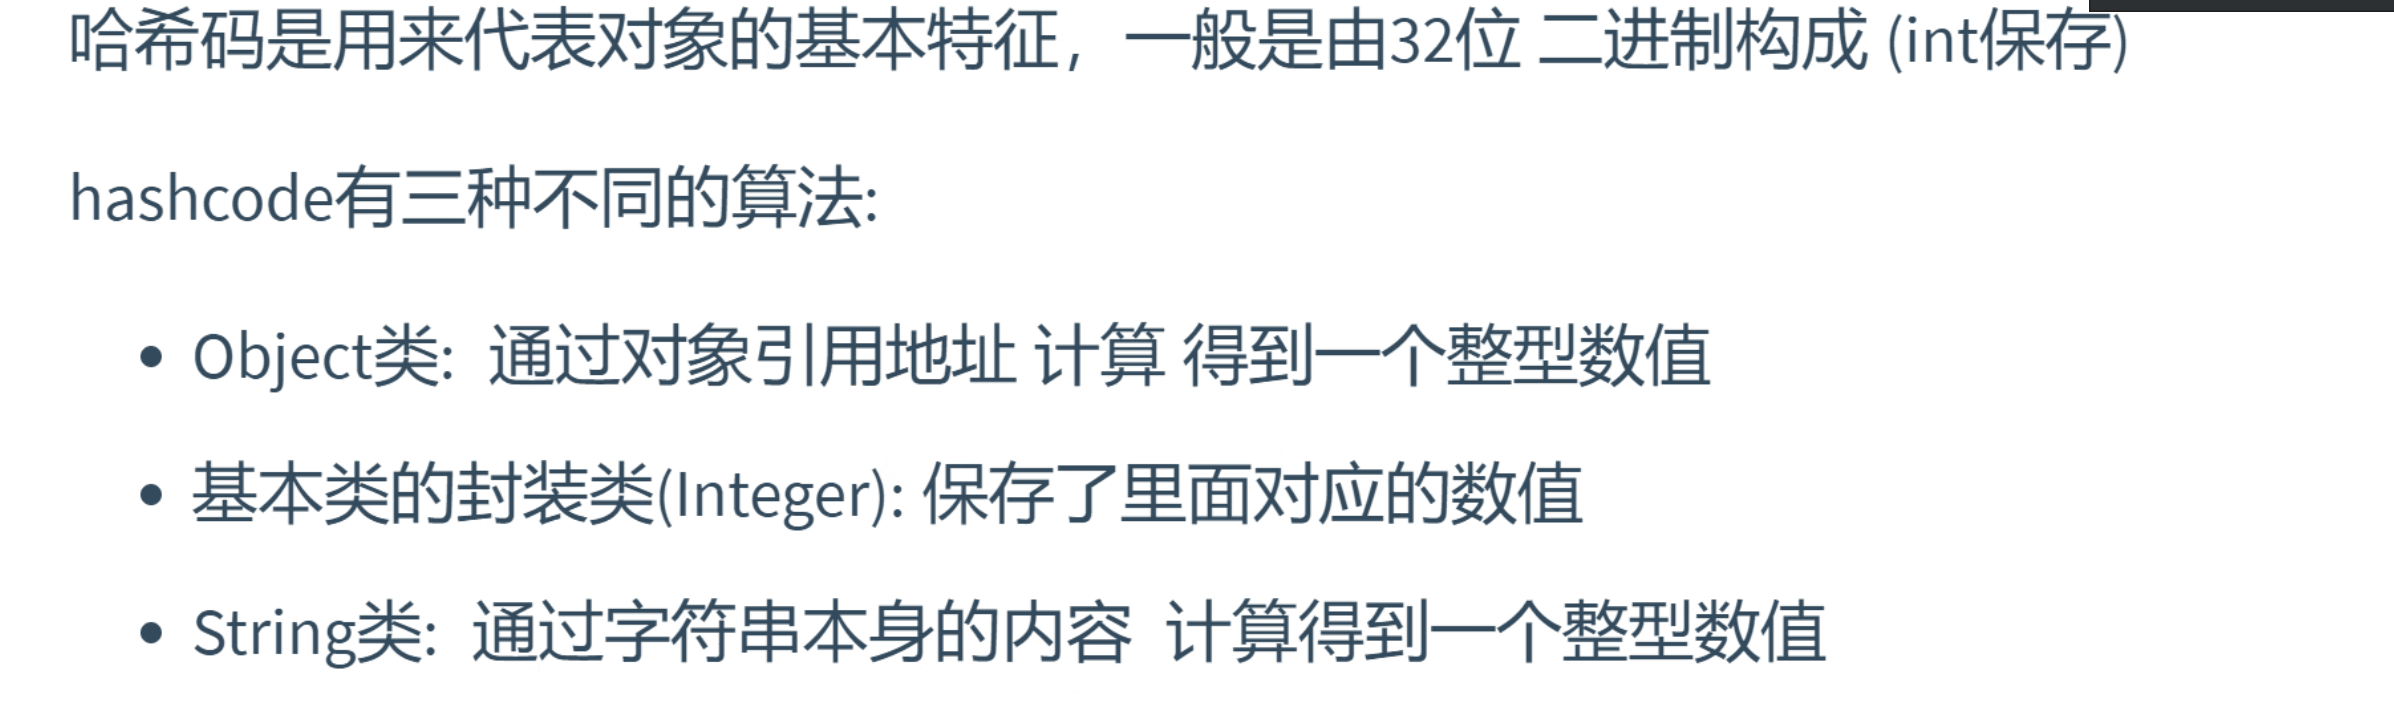 哈希码是用来代表对象的基本特征，一般是由32位 二进制构成 (int保存)
hashcode有三种不同的算法:
• Object类: 通过对象引用地址 计算 得到一个整型数值
• 基本类的封装类(Integer): 保存了里面对应的数值
• String类: 通过字符串本身的内容 计算得到一个整型数值